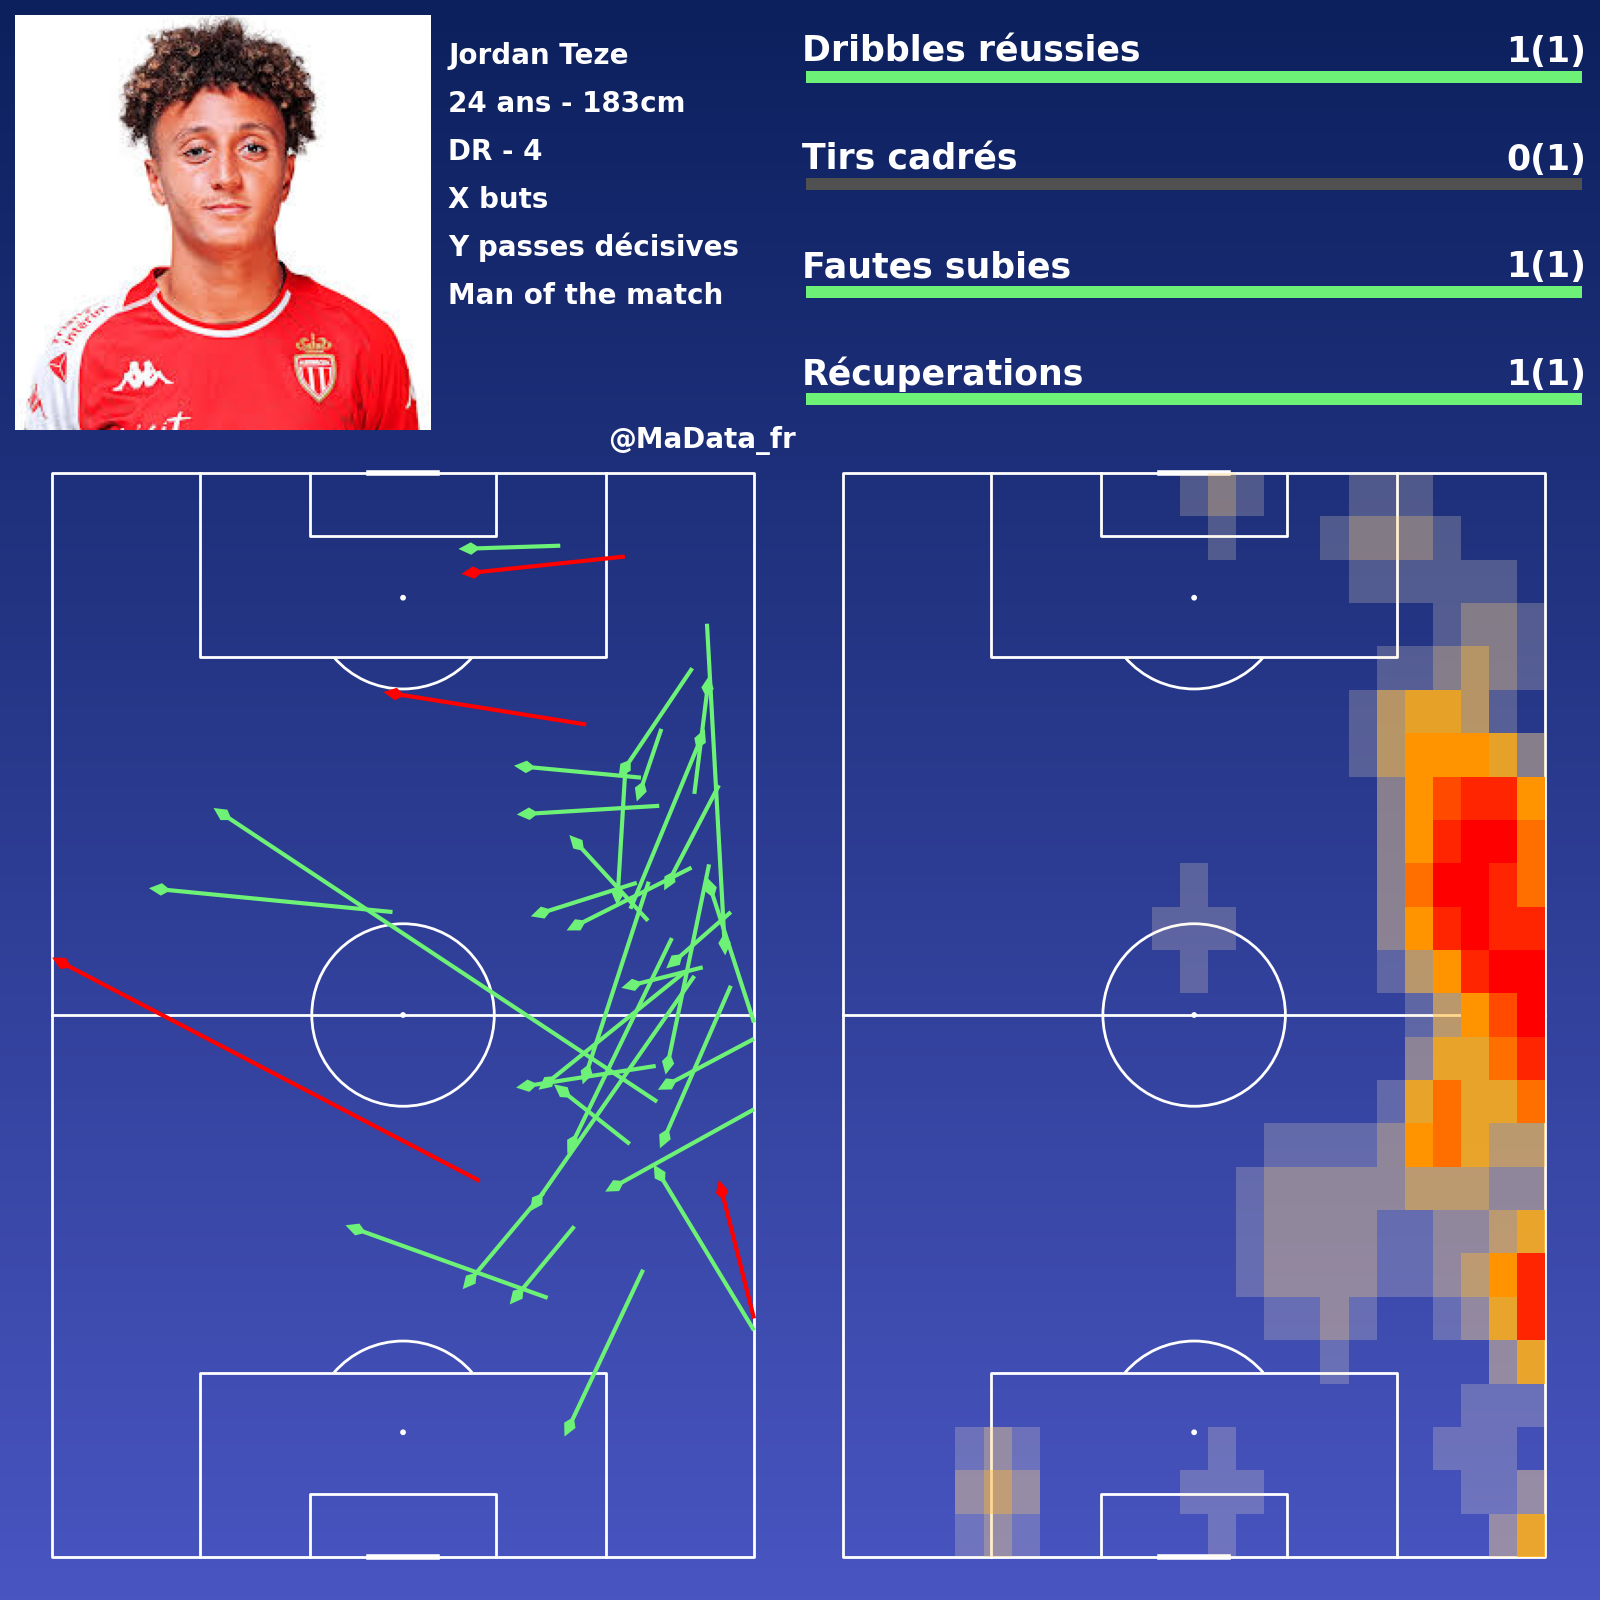 Jordan Teze
24 ans - 183cm
DR - 4
X buts
Y passes décisives
Man of the match
Dribbles réussies 1(1)
Tirs cadrés 0(1)
Fautes subies 1(1)
Récuperations 1(1)
@MaData_fr